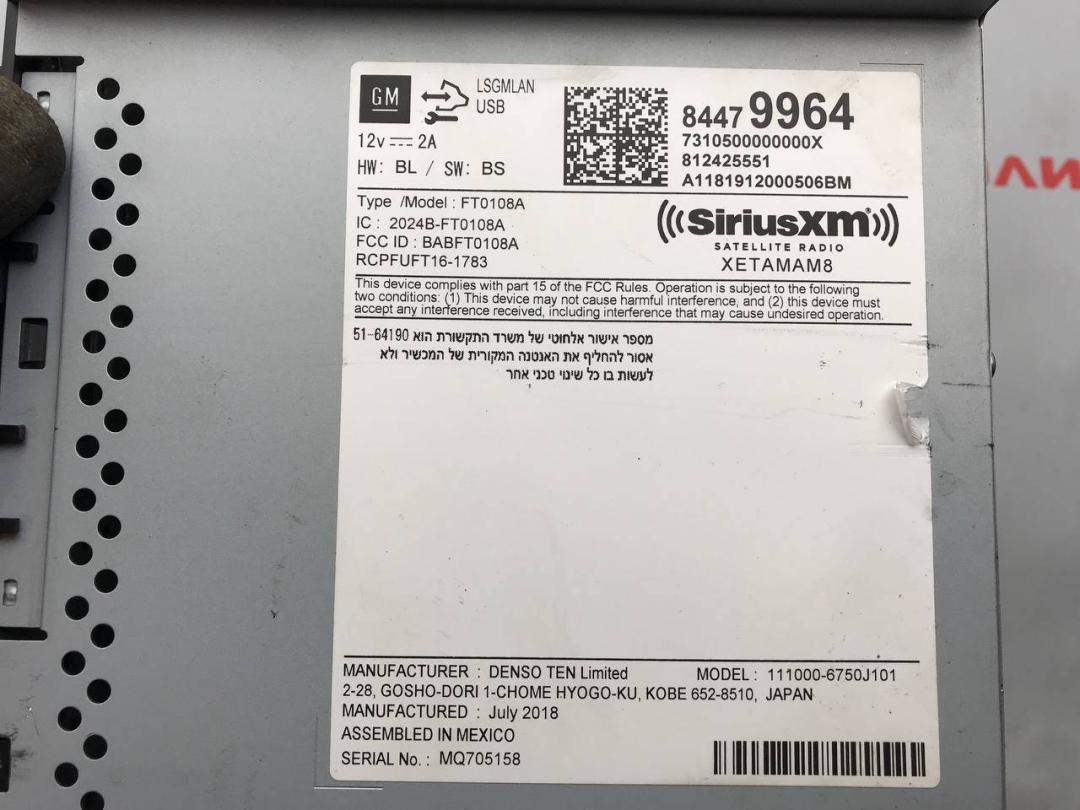 GM
LSGMLAN
USB
12v 2A
HW: BL / SW: BS
84479964
7310500000000X
812425551
A1181912000506BM
Type /Model : FT0108A
IC : 2024B-FT0108A
FCC ID : BABFT0108A
RCPFUFT16-1783
SiriusXm
SATELLITE RADIO
XETAMAM8
This device complies with part 15 of the FCC Rules. Operation is subject to the following
two conditions: (1) This device may not cause harmful interference, and (2) this device must
accept any interference received, including interference that may cause undesired operation.
מספר אישור אלחוטי של משרד התקשורת הוא 51-64190
אסור להחליף את האנטנה המקורית של המכשיר ולא
לעשות בו כל שינוי טכני אחר
MANUFACTURER : DENSO TEN Limited
MODEL : 111000-6750J101
2-28, GOSHO-DORI 1-CHOME HYOGO-KU, KOBE 652-8510, JAPAN
MANUFACTURED : July 2018
ASSEMBLED IN MEXICO
SERIAL No. : MQ705158